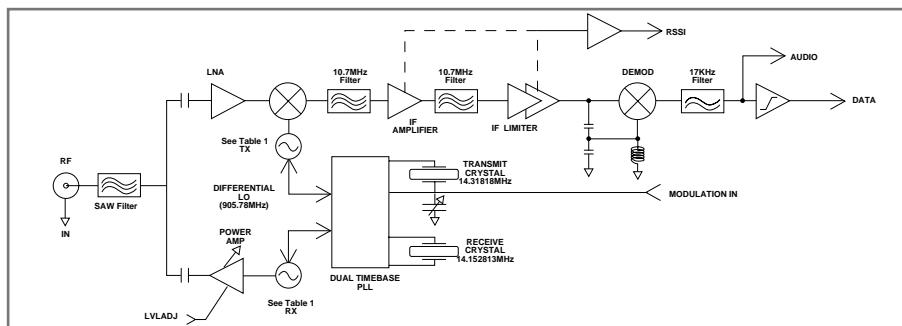 RSSI
AUDIO
LNA
10.7MHz
Filter
10.7MHz
Filter
DEMOD
17KHz
Filter
DATA
IF
AMPLIFIER
IF LIMITER
See Table 1
TX
RF
SAW Filter
IN
DIFFERENTIAL
LO
(905.78MHz)
TRANSMIT
CRYSTAL
14.31818MHz
MODULATION IN
POWER
AMP
RECEIVE
CRYSTAL
14.152813MHz
DUAL TIMEBASE
PLL
See Table 1
RX
LVLADJ